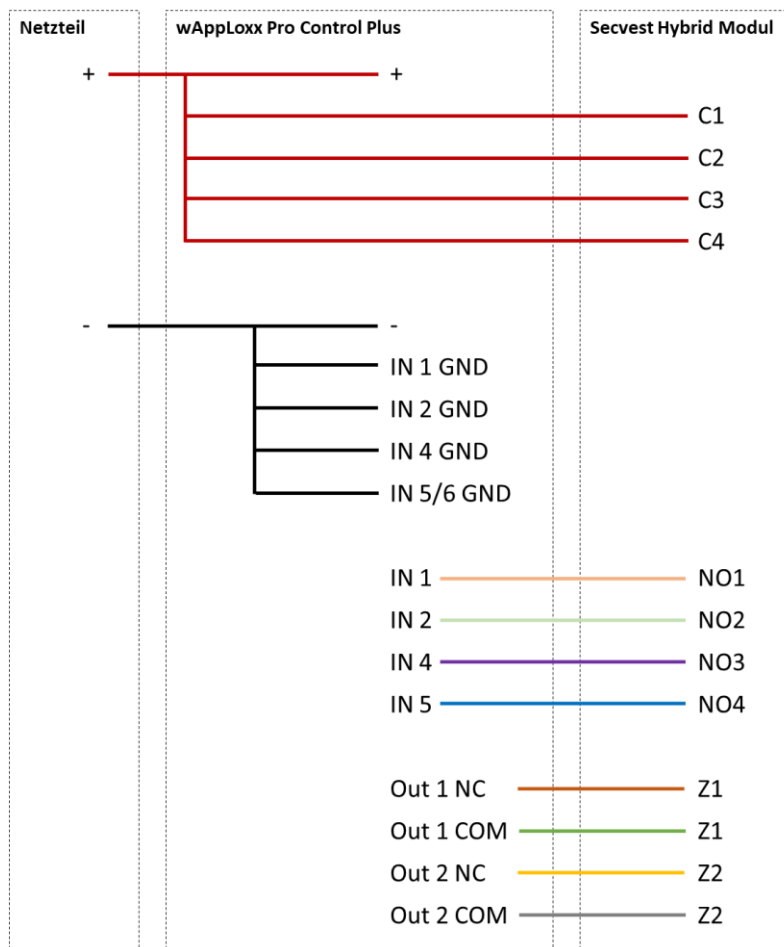 Netzteil wAppLoxx Pro Control Plus Secvest Hybrid Modul
+ +
C1
C2
C3
C4
- -
IN 1 GND
IN 2 GND
IN 4 GND
IN 5/6 GND
IN 1 NO1
IN 2 NO2
IN 4 NO3
IN 5 NO4
Out 1 NC Z1
Out 1 COM Z1
Out 2 NC Z2
Out 2 COM Z2